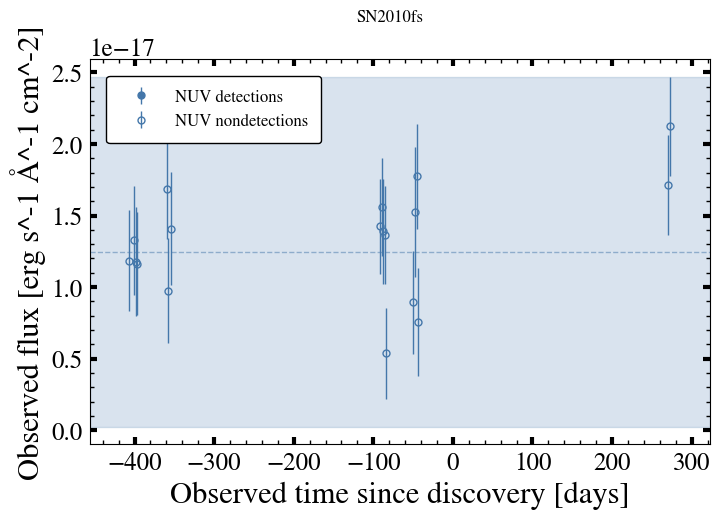 SN2010fs
1e−17
2.5
2.0
1.5
1.0
0.5
0.0
NUV detections
NUV nondetections
−400 −300 −200 −100 0 100 200 300
Observed time since discovery [days]
Observed flux [erg s^-1 Å^-1 cm^-2]